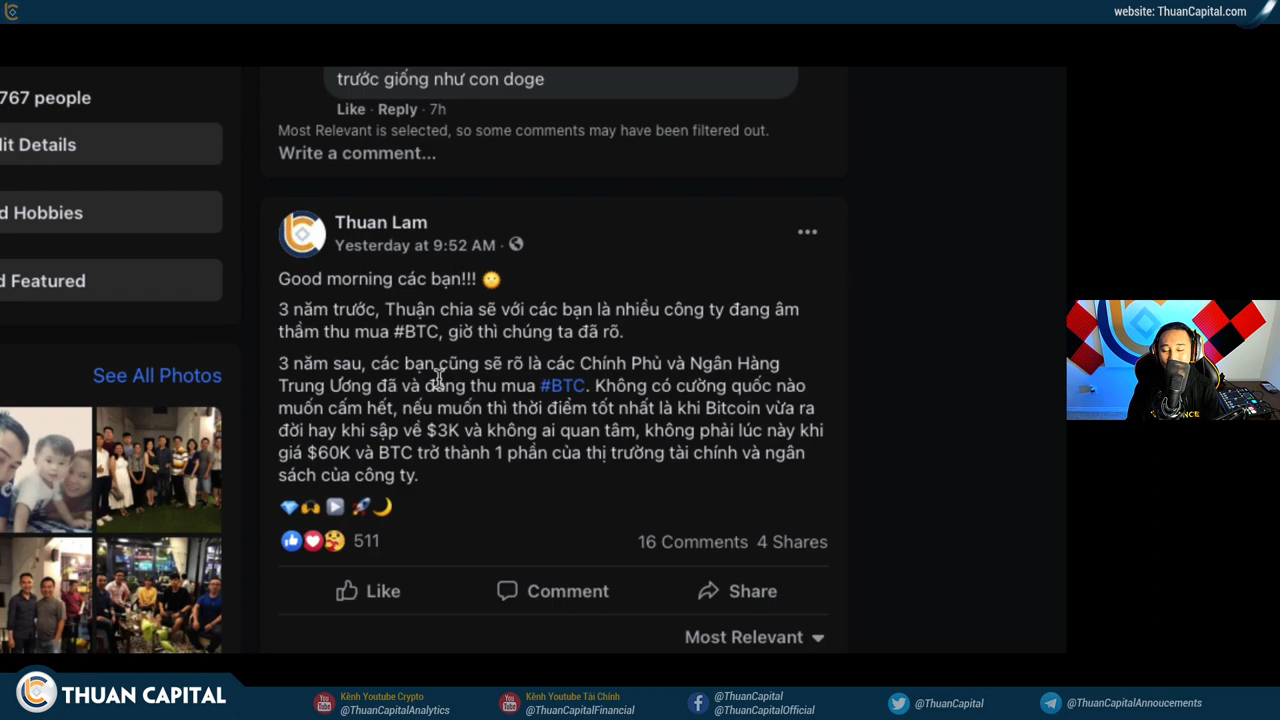 website: ThuanCapital.com
trước giống như con doge
767 people
Like · Reply · 7h
Most Relevant is selected, so some comments may have been filtered out.
Write a comment...
dit Details
d Hobbies
d Featured
See All Photos
Thuan Lam
Yesterday at 9:52 AM ·
Good morning các bạn!!!
3 năm trước, Thuận chia sẽ với các bạn là nhiều công ty đang âm
thầm thu mua #BTC, giờ thì chúng ta đã rõ.
3 năm sau, các bạn cũng sẽ rõ là các Chính Phủ và Ngân Hàng
Trung Ương đã và đang thu mua #BTC. Không có cường quốc nào
muốn cấm hết, nếu muốn thì thời điểm tốt nhất là khi Bitcoin vừa ra
đời hay khi sập về $3K và không ai quan tâm, không phải lúc này khi
giá $60K và BTC trở thành 1 phần của thị trường tài chính và ngân
sách của công ty.
511
16 Comments 4 Shares
Like Comment Share
Most Relevant
THUAN CAPITAL
Kênh Youtube Crypto
@ThuanCapitalAnalytics
Kênh Youtube Tài Chính
@ThuanCapitalFinancial
@ThuanCapital
@ThuanCapitalOfficial
@ThuanCapital
@ThuanCapitalAnnoucements